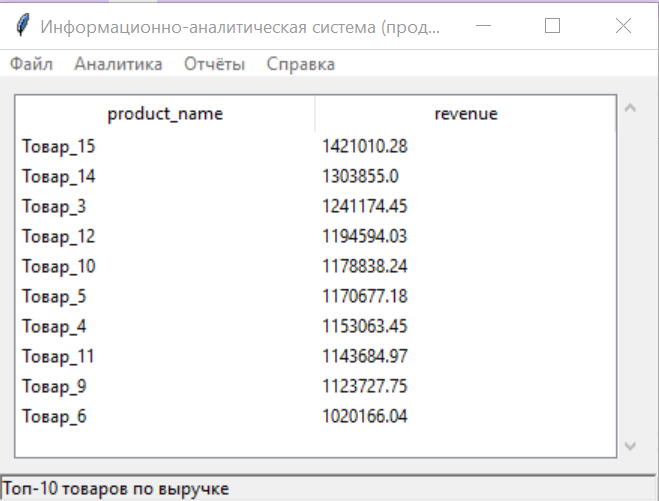 Информационно-аналитическая система (прод...
Файл Аналитика Отчёты Справка
product_name revenue
Товар_15 1421010.28
Товар_14 1303855.0
Товар_3 1241174.45
Товар_12 1194594.03
Товар_10 1178838.24
Товар_5 1170677.18
Товар_4 1153063.45
Товар_11 1143684.97
Товар_9 1123727.75
Товар_6 1020166.04
Топ-10 товаров по выручке